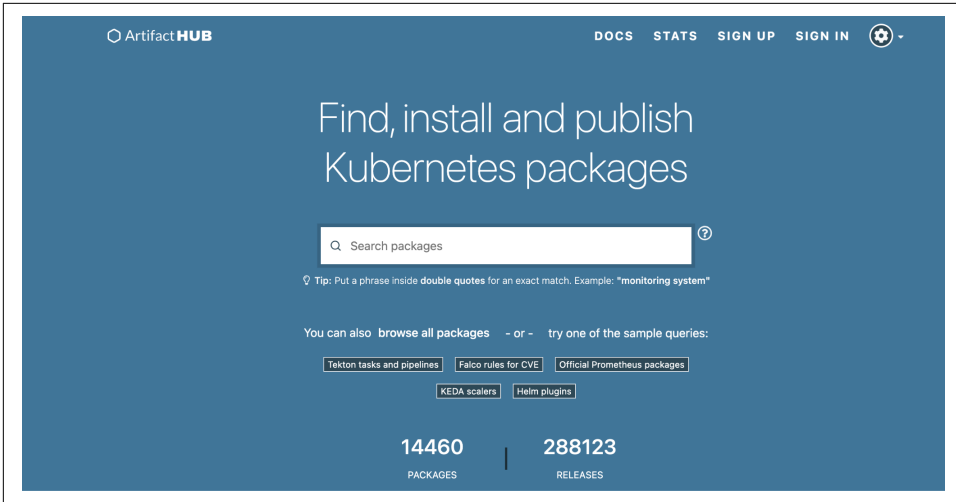 Artifact HUB
DOCS STATS SIGN UP SIGN IN
Find, install and publish
Kubernetes packages
Search packages
Tip: Put a phrase inside double quotes for an exact match. Example: "monitoring system"
You can also browse all packages - or - try one of the sample queries:
Tekton tasks and pipelines Falco rules for CVE Official Prometheus packages
KEDA scalers Helm plugins
14460 288123
PACKAGES RELEASES